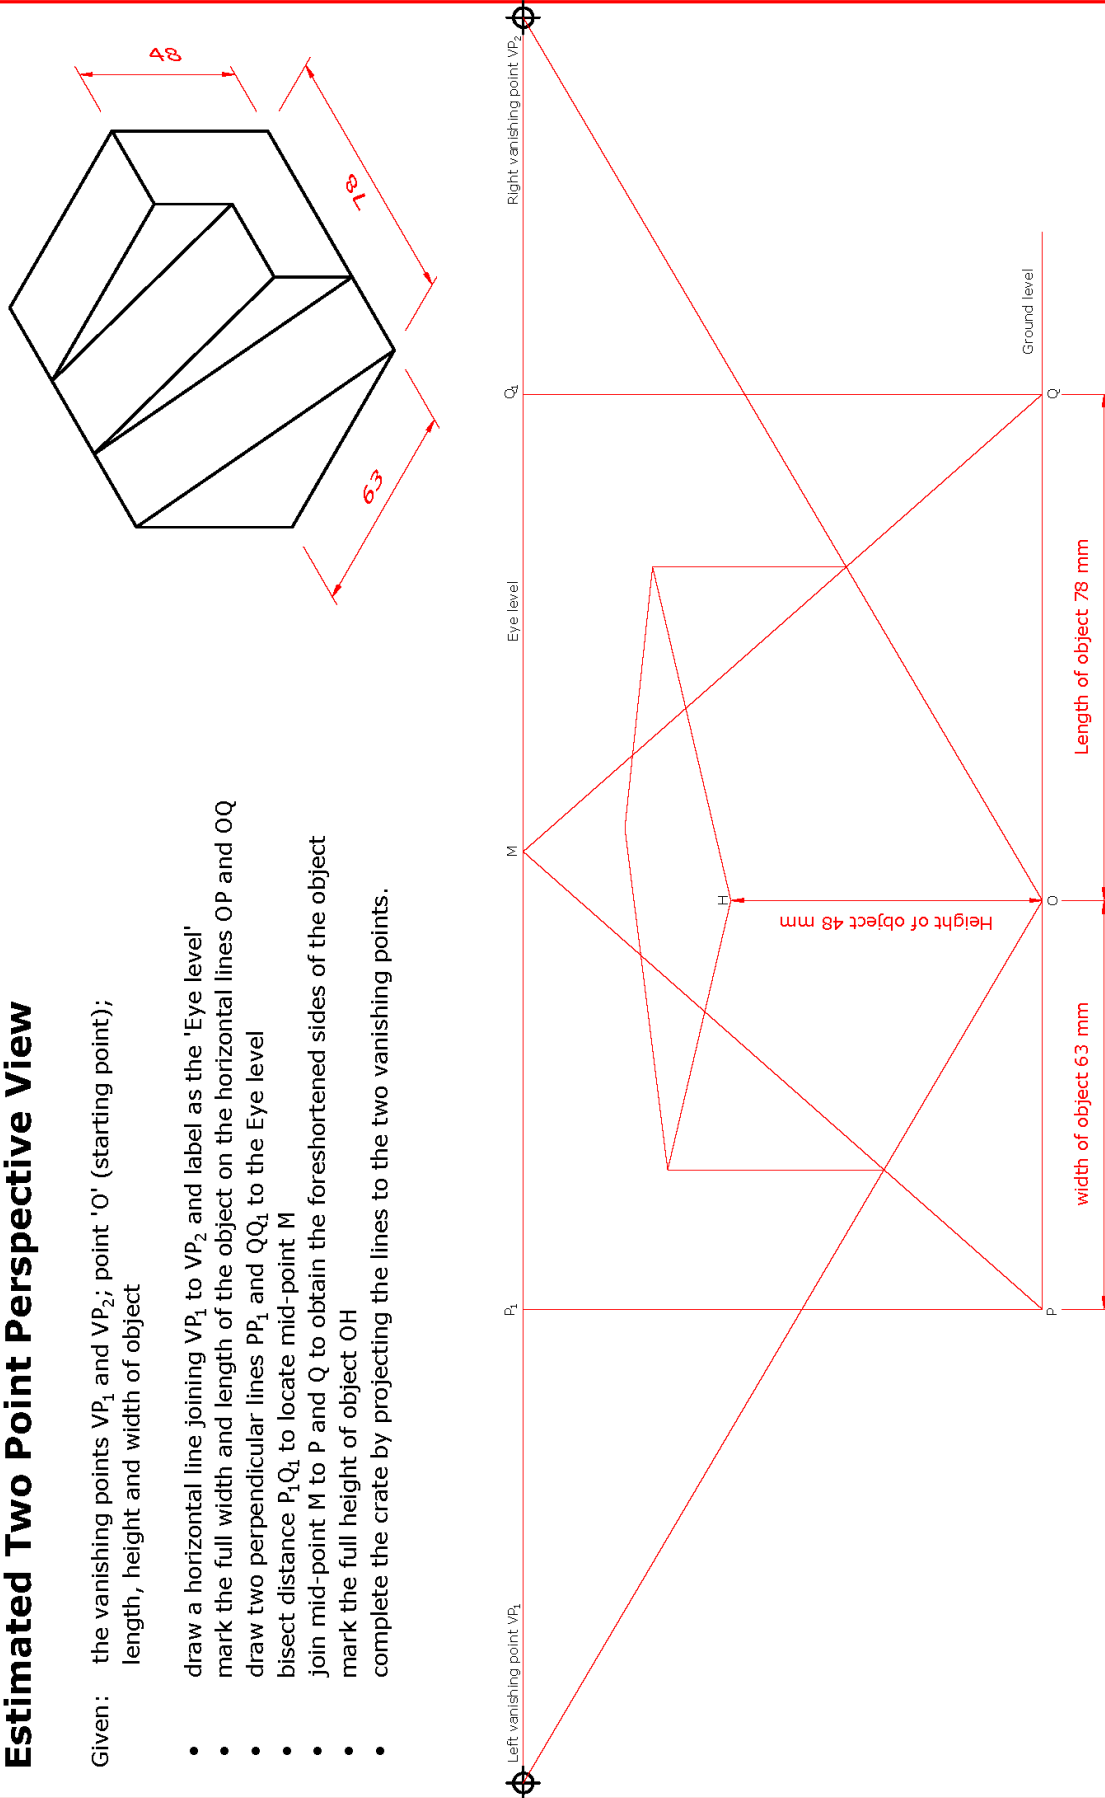 Estimated Two Point Perspective View
Given: the vanishing points VP₁ and VP₂; point 'O' (starting point);
length, height and width of object
• draw a horizontal line joining VP₁ to VP₂ and label as the 'Eye level'
• mark the full width and length of the object on the horizontal lines OP and OQ
• draw two perpendicular lines PP₁ and QQ₁ to the Eye level
• bisect distance P₁Q₁ to locate mid-point M
• join mid-point M to P and Q to obtain the foreshortened sides of the object
• mark the full height of object OH
• complete the crate by projecting the lines to the two vanishing points.
48
78
63
Left vanishing point VP₁
P₁
M
Eye level
Q₁
Right vanishing point VP₂
H
Height of object 48 mm
Ground level
P
O
Q
width of object 63 mm
Length of object 78 mm